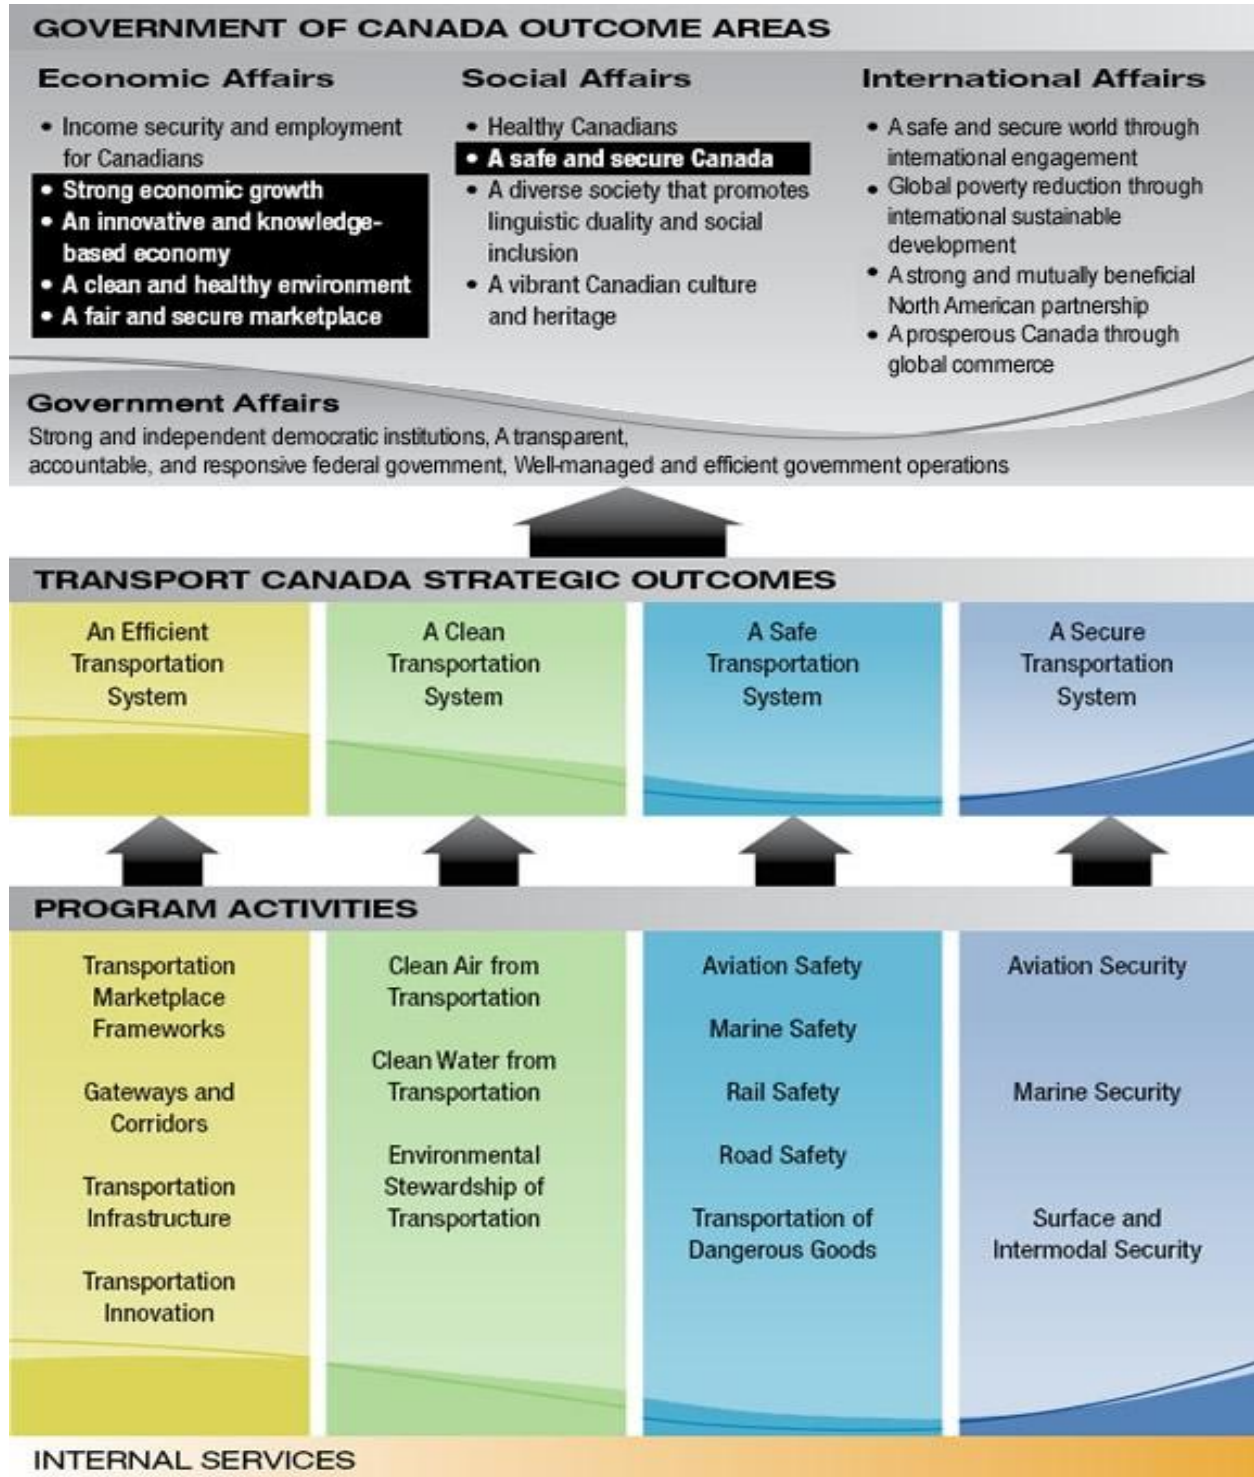 GOVERNMENT OF CANADA OUTCOME AREAS
Economic Affairs
• Income security and employment
for Canadians
• Strong economic growth
• An innovative and knowledge-
based economy
• A clean and healthy environment
• A fair and secure marketplace
Social Affairs
• Healthy Canadians
• A safe and secure Canada
• A diverse society that promotes
linguistic duality and social
inclusion
• A vibrant Canadian culture
and heritage
International Affairs
• A safe and secure world through
international engagement
• Global poverty reduction through
international sustainable
development
• A strong and mutually beneficial
North American partnership
• A prosperous Canada through
global commerce
Government Affairs
Strong and independent democratic institutions, A transparent,
accountable, and responsive federal government, Well-managed and efficient government operations
TRANSPORT CANADA STRATEGIC OUTCOMES
An Efficient
Transportation
System
A Clean
Transportation
System
A Safe
Transportation
System
A Secure
Transportation
System
PROGRAM ACTIVITIES
Transportation
Marketplace
Frameworks
Gateways and
Corridors
Transportation
Infrastructure
Transportation
Innovation
Clean Air from
Transportation
Clean Water from
Transportation
Environmental
Stewardship of
Transportation
Aviation Safety
Marine Safety
Rail Safety
Road Safety
Transportation of
Dangerous Goods
Aviation Security
Marine Security
Surface and
Intermodal Security
INTERNAL SERVICES